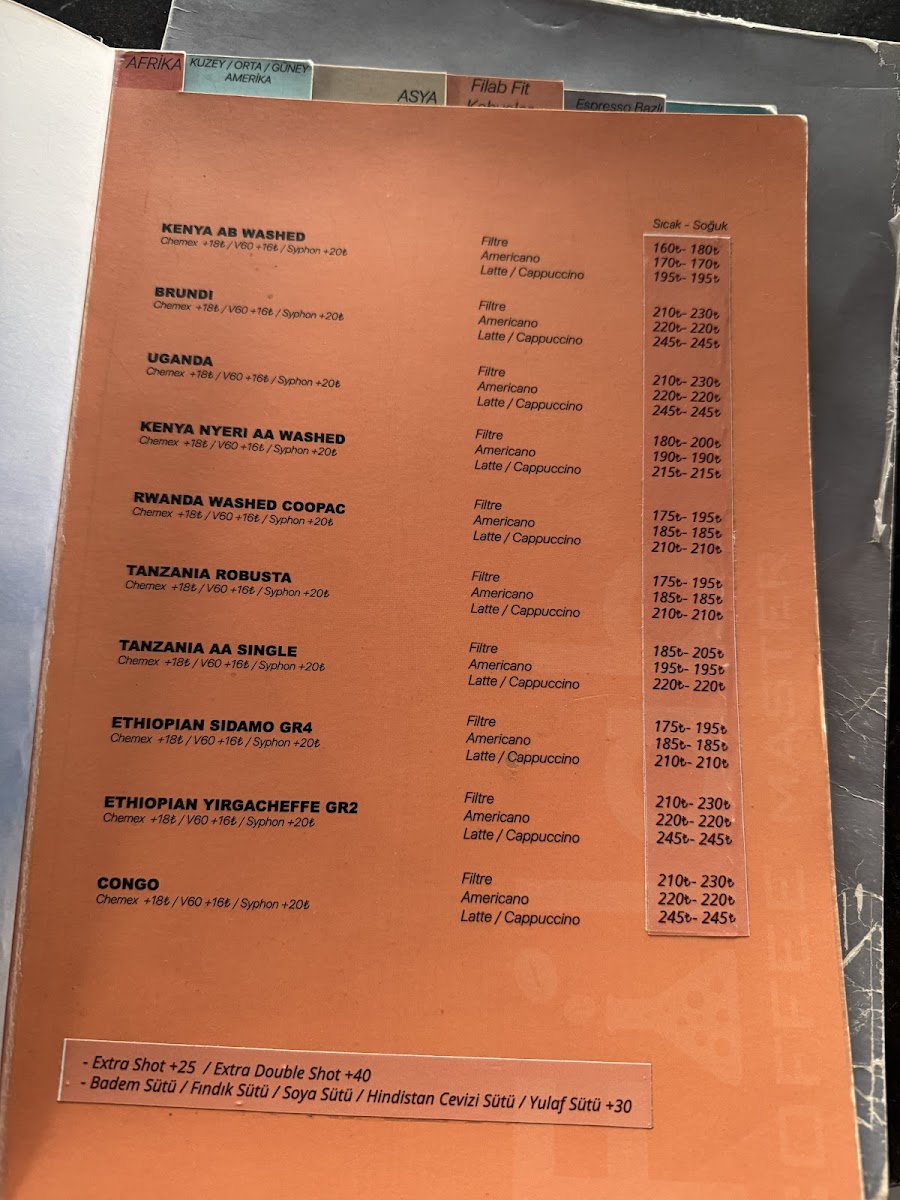 AFRİKA
KUZEY / ORTA / GÜNEY
AMERİKA
ASYA
Filab Fit
Kahveler
Espresso Bazlı
Sıcak - Soğuk
KENYA AB WASHED
Chemex +18₺ / V60 +16₺ / Syphon +20₺
Filtre 160₺- 180₺
Americano 170₺- 170₺
Latte / Cappuccino 195₺- 195₺
BRUNDI
Chemex +18₺ / V60 +16₺ / Syphon +20₺
Filtre 210₺- 230₺
Americano 220₺- 220₺
Latte / Cappuccino 245₺- 245₺
UGANDA
Chemex +18₺ / V60 +16₺ / Syphon +20₺
Filtre 210₺- 230₺
Americano 220₺- 220₺
Latte / Cappuccino 245₺- 245₺
KENYA NYERI AA WASHED
Chemex +18₺ / V60 +16₺ / Syphon +20₺
Filtre 180₺- 200₺
Americano 190₺- 190₺
Latte / Cappuccino 215₺- 215₺
RWANDA WASHED COOPAC
Chemex +18₺ / V60 +16₺ / Syphon +20₺
Filtre 175₺- 195₺
Americano 185₺- 185₺
Latte / Cappuccino 210₺- 210₺
TANZANIA ROBUSTA
Chemex +18₺ / V60 +16₺ / Syphon +20₺
Filtre 175₺- 195₺
Americano 185₺- 185₺
Latte / Cappuccino 210₺- 210₺
TANZANIA AA SINGLE
Chemex +18₺ / V60 +16₺ / Syphon +20₺
Filtre 185₺- 205₺
Americano 195₺- 195₺
Latte / Cappuccino 220₺- 220₺
ETHIOPIAN SIDAMO GR4
Chemex +18₺ / V60 +16₺ / Syphon +20₺
Filtre 175₺- 195₺
Americano 185₺- 185₺
Latte / Cappuccino 210₺- 210₺
ETHIOPIAN YIRGACHEFFE GR2
Chemex +18₺ / V60 +16₺ / Syphon +20₺
Filtre 210₺- 230₺
Americano 220₺- 220₺
Latte / Cappuccino 245₺- 245₺
CONGO
Chemex +18₺ / V60 +16₺ / Syphon +20₺
Filtre 210₺- 230₺
Americano 220₺- 220₺
Latte / Cappuccino 245₺- 245₺
- Extra Shot +25 / Extra Double Shot +40
- Badem Sütü / Fındık Sütü / Soya Sütü / Hindistan Cevizi Sütü / Yulaf Sütü +30
COFFEE MASTER